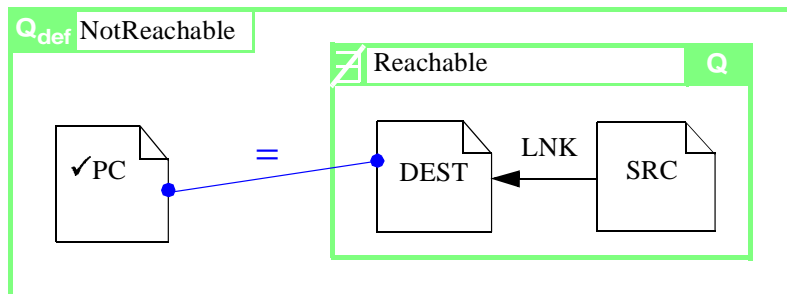 Qdef NotReachable
∄ Reachable Q
✓PC
=
DEST
LNK
SRC